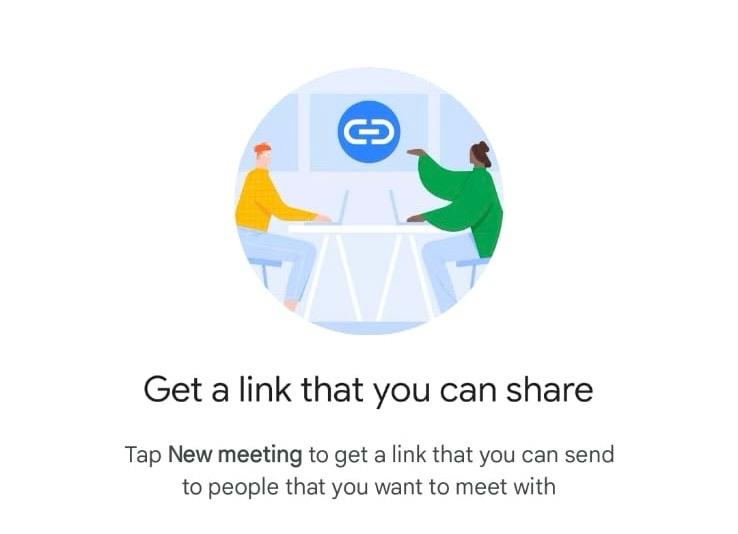 Get a link that you can share
Tap New meeting to get a link that you can send
to people that you want to meet with